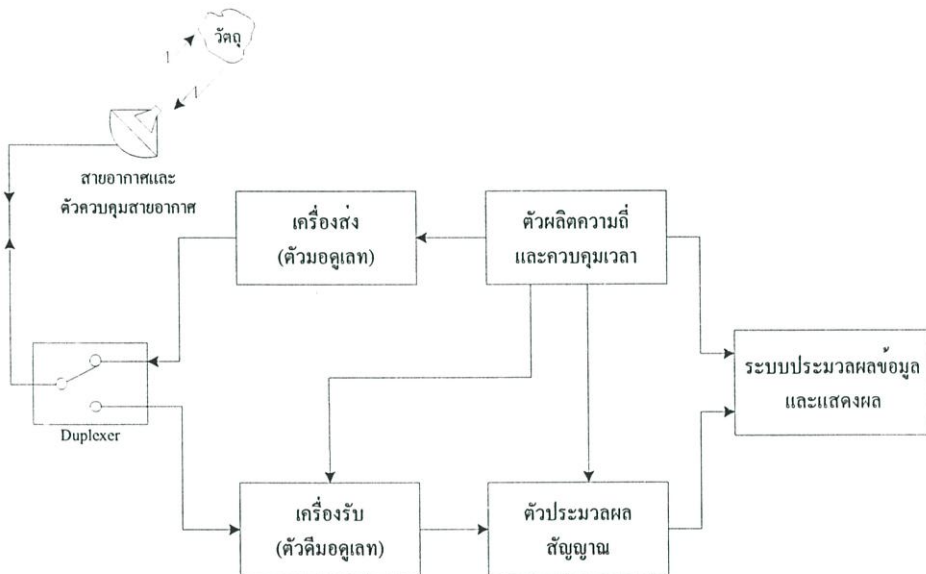 วัตถุ
สายอากาศและ
ตัวควบคุมสายอากาศ
เครื่องส่ง
(ตัวมอดูเลท)
ตัวผลิตความถี่
และควบคุมเวลา
ระบบประมวลผลข้อมูล
และแสดงผล
Duplexer
เครื่องรับ
(ตัวดีมอดูเลท)
ตัวประมวลผล
สัญญาณ